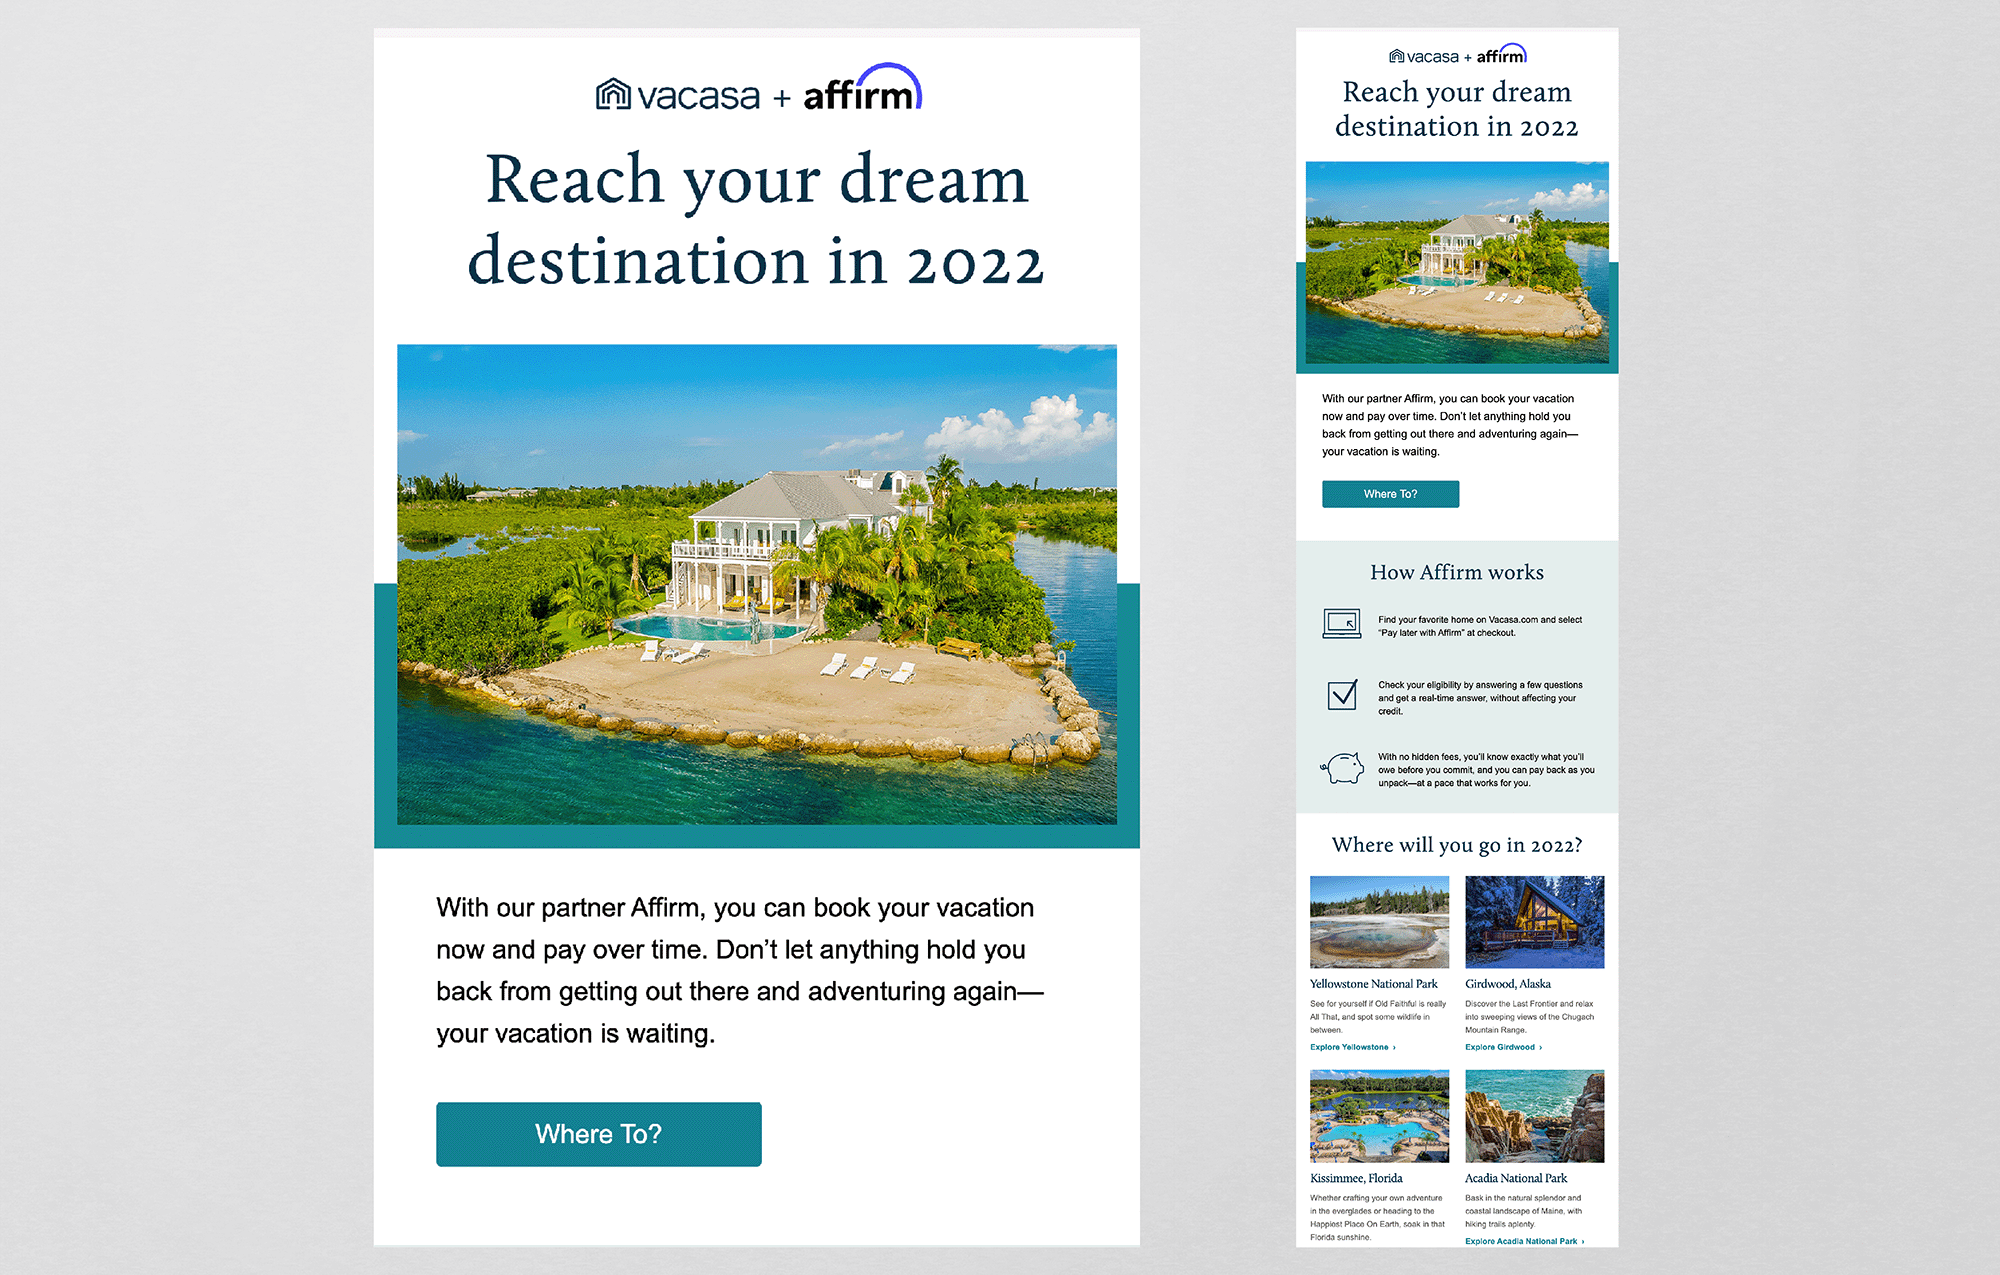 vacasa + affirm
Reach your dream
destination in 2022
With our partner Affirm, you can book your vacation
now and pay over time. Don’t let anything hold you
back from getting out there and adventuring again—
your vacation is waiting.
Where To?
vacasa + affirm
Reach your dream
destination in 2022
With our partner Affirm, you can book your vacation
now and pay over time. Don’t let anything hold you
back from getting out there and adventuring again—
your vacation is waiting.
Where To?
How Affirm works
Find your favorite home on Vacasa.com and select
“Pay later with Affirm” at checkout.
Check your eligibility by answering a few questions
and get a real-time answer, without affecting your
credit.
With no hidden fees, you’ll know exactly what you’ll
owe before you commit, and you can pay back as you
unpack—at a pace that works for you.
Where will you go in 2022?
Yellowstone National Park
See for yourself if Old Faithful is really
All That, and spot some wildlife in
between.
Explore Yellowstone ›
Girdwood, Alaska
Discover the Last Frontier and relax
into sweeping views of the Chugach
Mountain Range.
Explore Girdwood ›
Kissimmee, Florida
Whether crafting your own adventure
in the everglades or heading to the
Happiest Place On Earth, soak in that
Florida sunshine.
Acadia National Park
Bask in the natural splendor and
coastal landscape of Maine, with
hiking trails aplenty.
Explore Acadia National Park ›